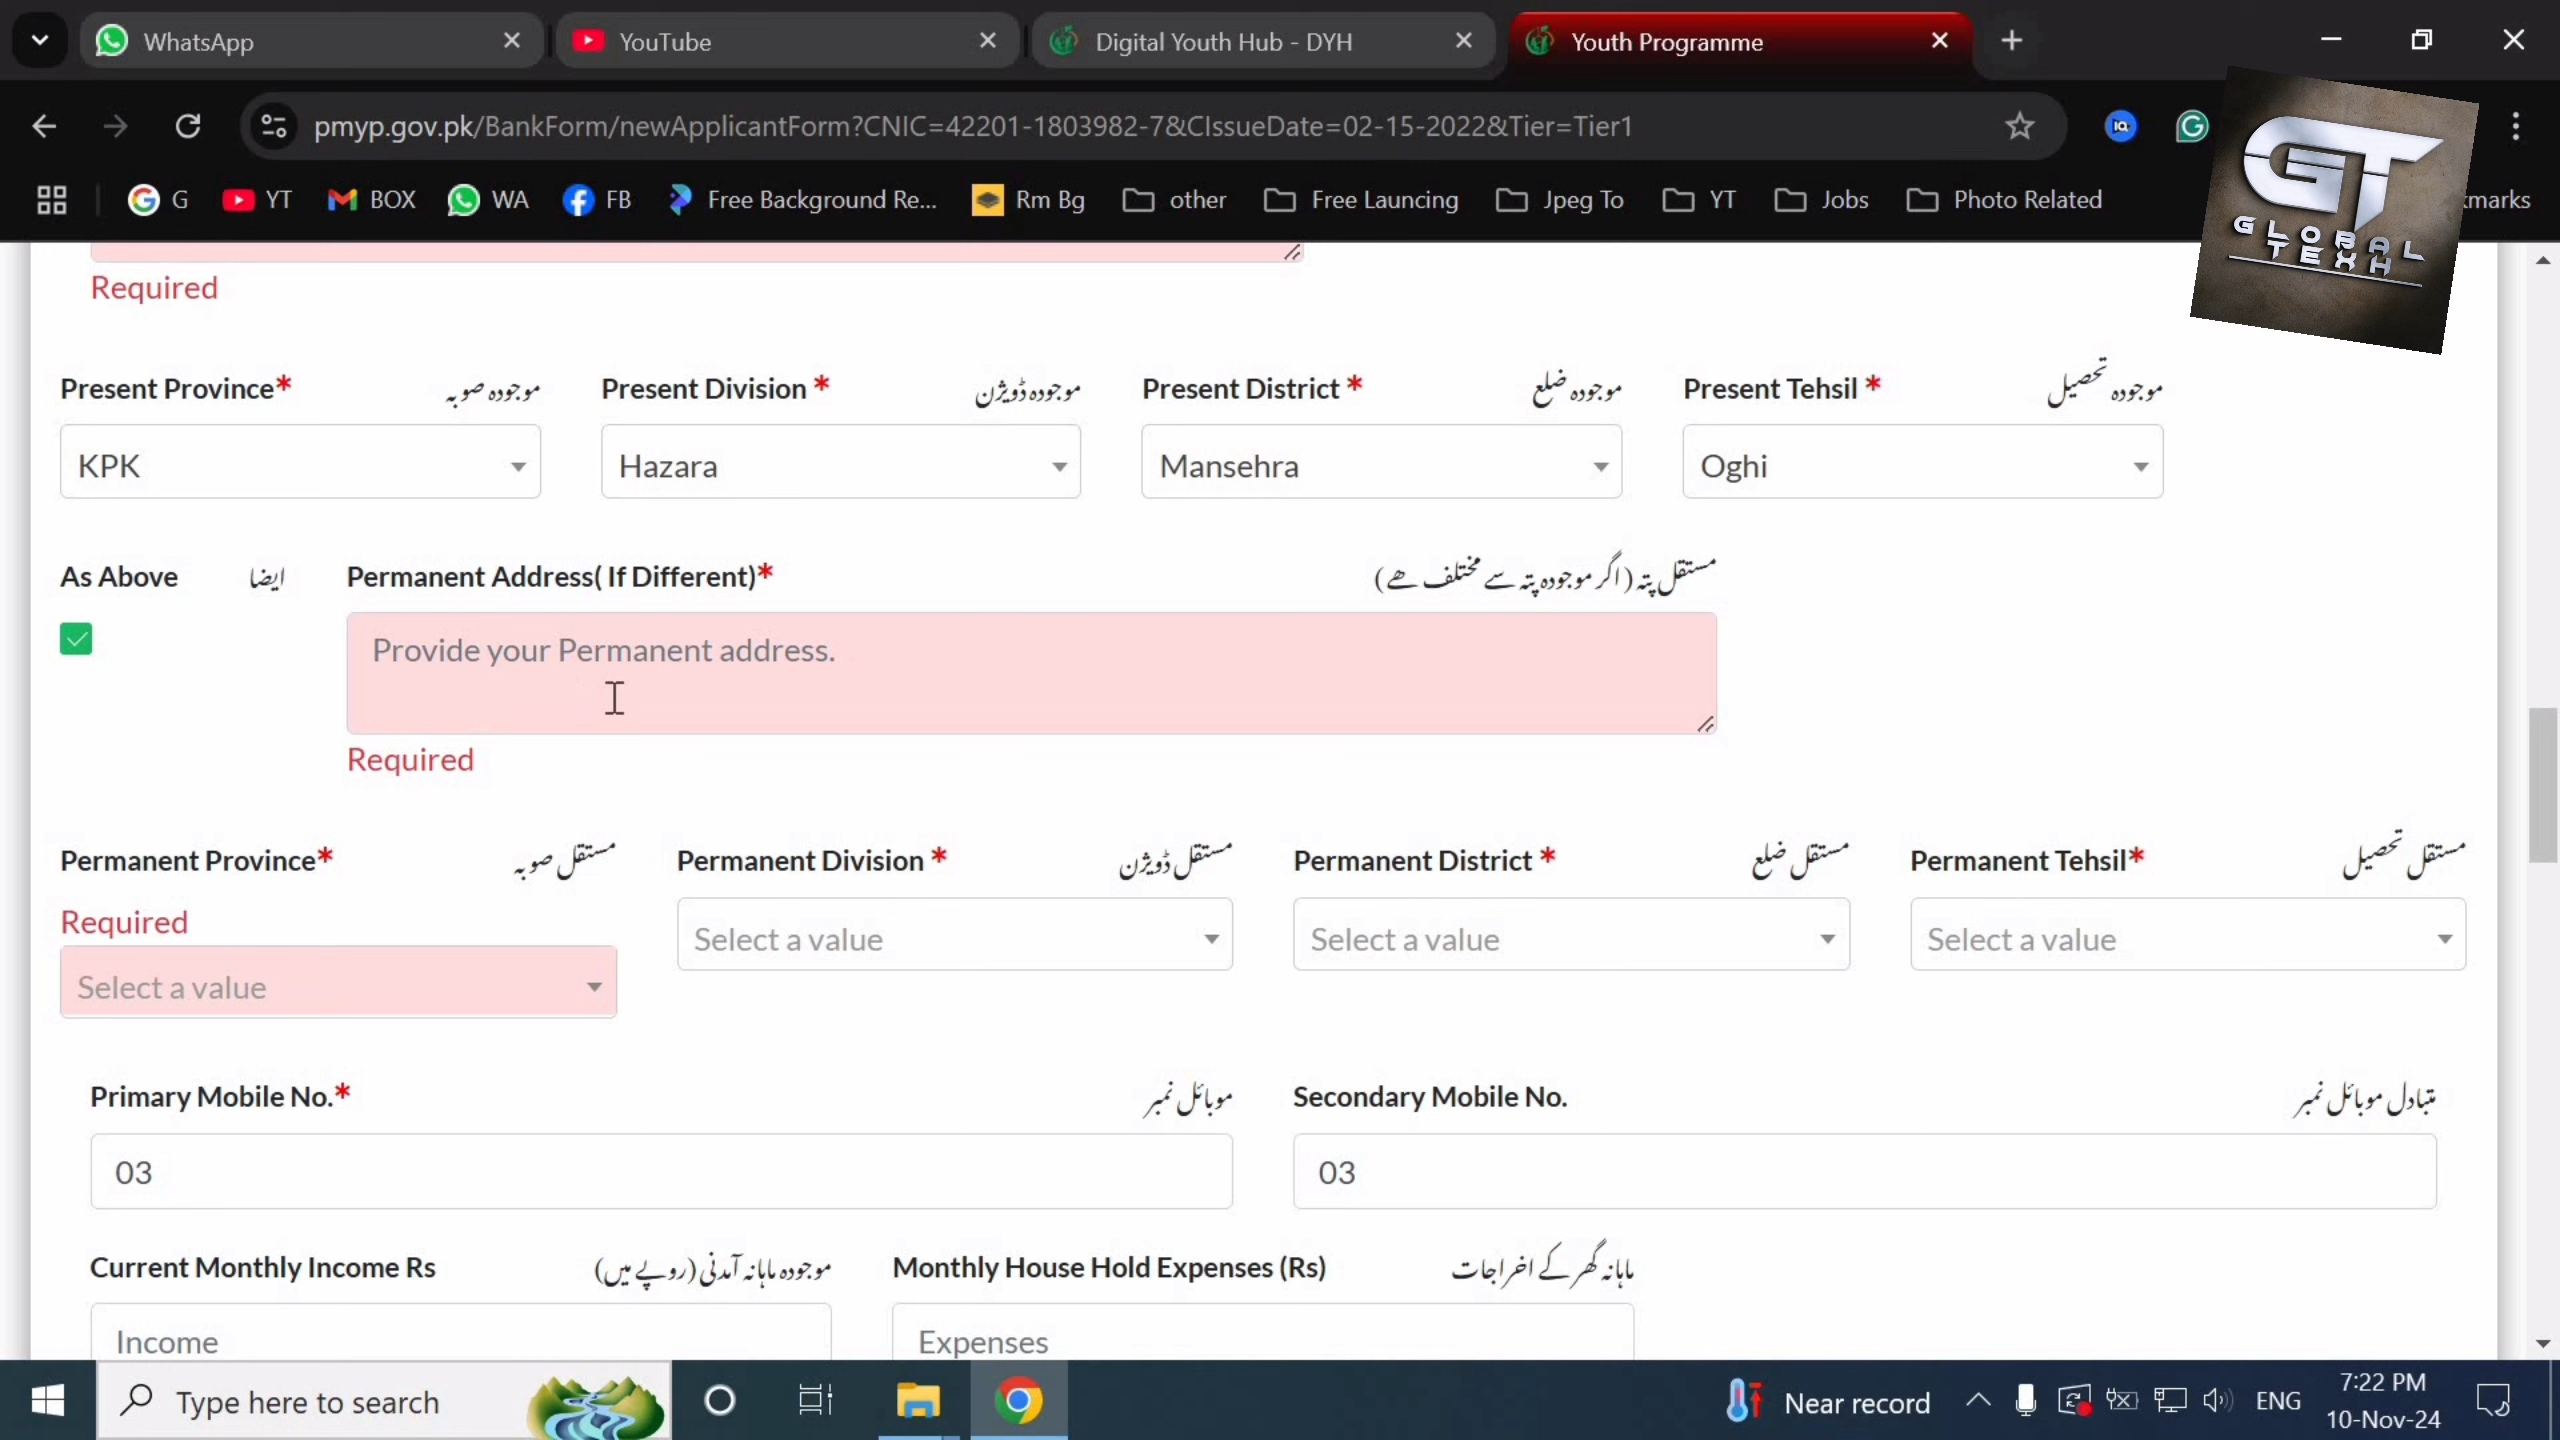 WhatsApp
YouTube
Digital Youth Hub - DYH
Youth Programme
pmyp.gov.pk/BankForm/newApplicantForm?CNIC=42201-1803982-7&CIssueDate=02-15-2022&Tier=Tier1
G YT BOX WA FB Free Background Re... Rm Bg other Free Launcing Jpeg To YT Jobs Photo Related
GT
GLOBAL
TEXH
Required
Present Province* موجودہ صوبہ Present Division * موجودہ ڈویژن Present District * موجودہ ضلع Present Tehsil * موجودہ تحصیل
KPK Hazara Mansehra Oghi
As Above ایضا Permanent Address( If Different)* مستقل پتہ (اگر موجودہ پتہ سے مختلف ھے)
Provide your Permanent address.
Required
Permanent Province* مستقل صوبہ Permanent Division * مستقل ڈویژن Permanent District * مستقل ضلع Permanent Tehsil* مستقل تحصیل
Required
Select a value Select a value Select a value Select a value
Primary Mobile No.* موبائل نمبر Secondary Mobile No. متبادل موبائل نمبر
03 03
Current Monthly Income Rs موجودہ ماہانہ آمدنی (روپے میں) Monthly House Hold Expenses (Rs) ماہانہ گھر کے اخراجات
Income Expenses
Type here to search
Near record
ENG
7:22 PM
10-Nov-24